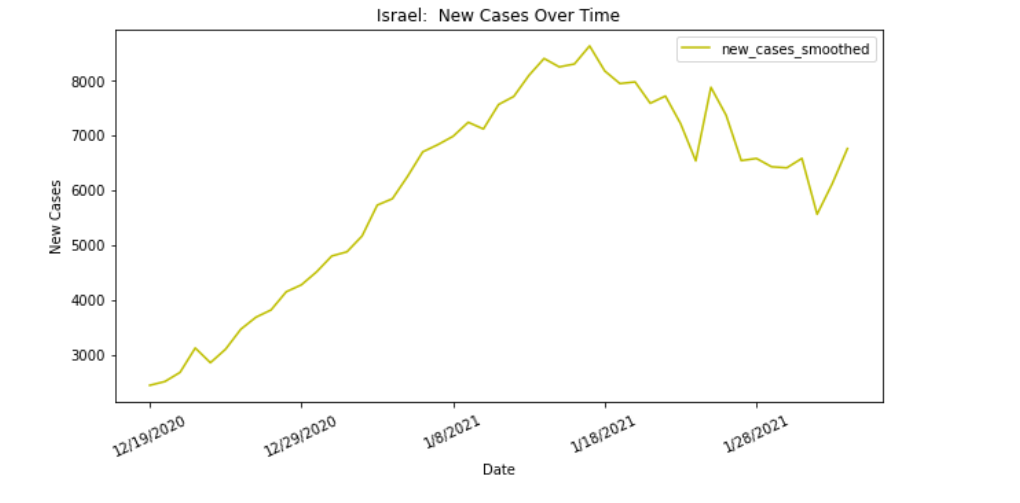 Israel:  New Cases Over Time
new_cases_smoothed
8000
7000
6000
5000
4000
3000
New Cases
12/19/2020
12/29/2020
1/8/2021
1/18/2021
1/28/2021
Date